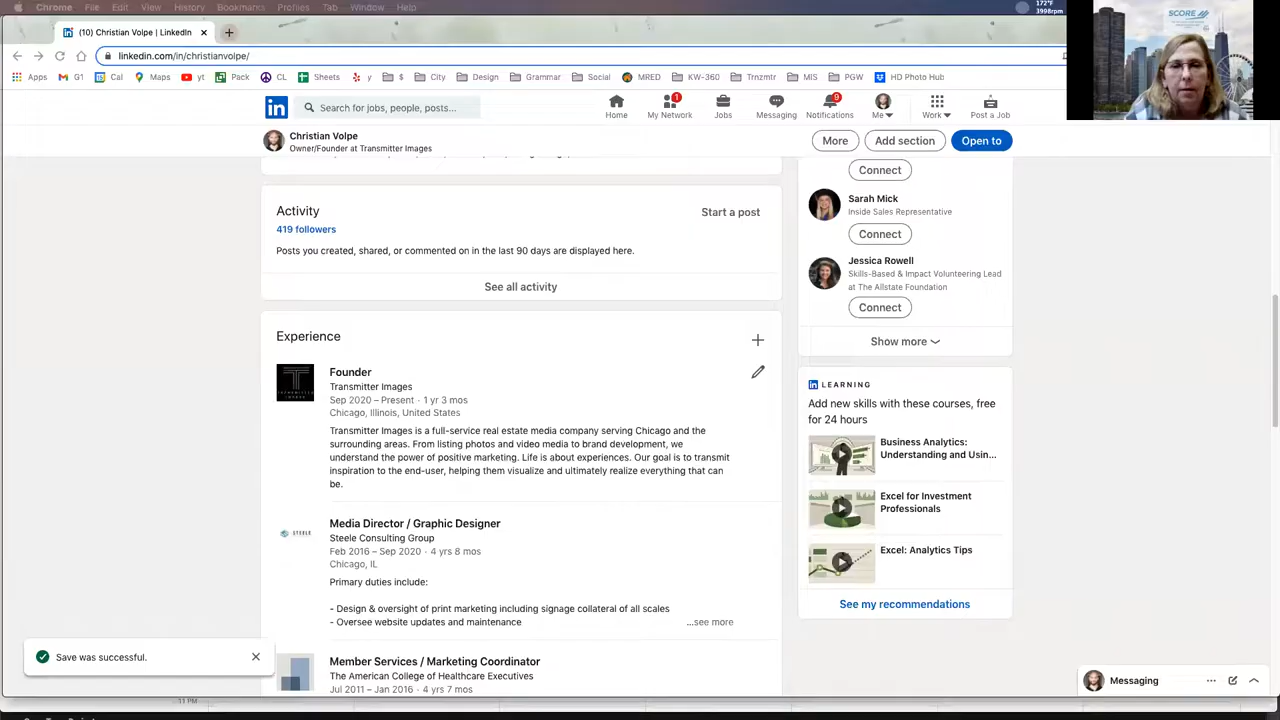 Chrome File Edit View History Bookmarks Profiles Tab Window Help
172°F
3998rpm
(10) Christian Volpe | LinkedIn
linkedin.com/in/christianvolpe/
Apps G1 Cal Maps yt Pack CL Sheets $ City Design Grammar Social MRED KW-360 Trnzmtr MIS PGW HD Photo Hub
SCORE
in Search for jobs, people, posts...
1 9
Home My Network Jobs Messaging Notifications Me Work Post a Job
Christian Volpe
Owner/Founder at Transmitter Images
More Add section Open to
Activity
Start a post
419 followers
Posts you created, shared, or commented on in the last 90 days are displayed here.
See all activity
Experience
Founder
Transmitter Images
Sep 2020 – Present · 1 yr 3 mos
Chicago, Illinois, United States
Transmitter Images is a full-service real estate media company serving Chicago and the
surrounding areas. From listing photos and video media to brand development, we
understand the power of positive marketing. Life is about experiences. Our goal is to transmit
inspiration to the end-user, helping them visualize and ultimately realize everything that can
be.
STEELE
Media Director / Graphic Designer
Steele Consulting Group
Feb 2016 – Sep 2020 · 4 yrs 8 mos
Chicago, IL
Primary duties include:
- Design & oversight of print marketing including signage collateral of all scales
- Oversee website updates and maintenance
...see more
Member Services / Marketing Coordinator
The American College of Healthcare Executives
Jul 2011 – Jan 2016 · 4 yrs 7 mos
Connect
Sarah Mick
Inside Sales Representative
Connect
Jessica Rowell
Skills-Based & Impact Volunteering Lead
at The Allstate Foundation
Connect
Show more
in LEARNING
Add new skills with these courses, free
for 24 hours
Business Analytics:
Understanding and Usin...
Excel for Investment
Professionals
Excel: Analytics Tips
See my recommendations
Save was successful.
Messaging
11 PM